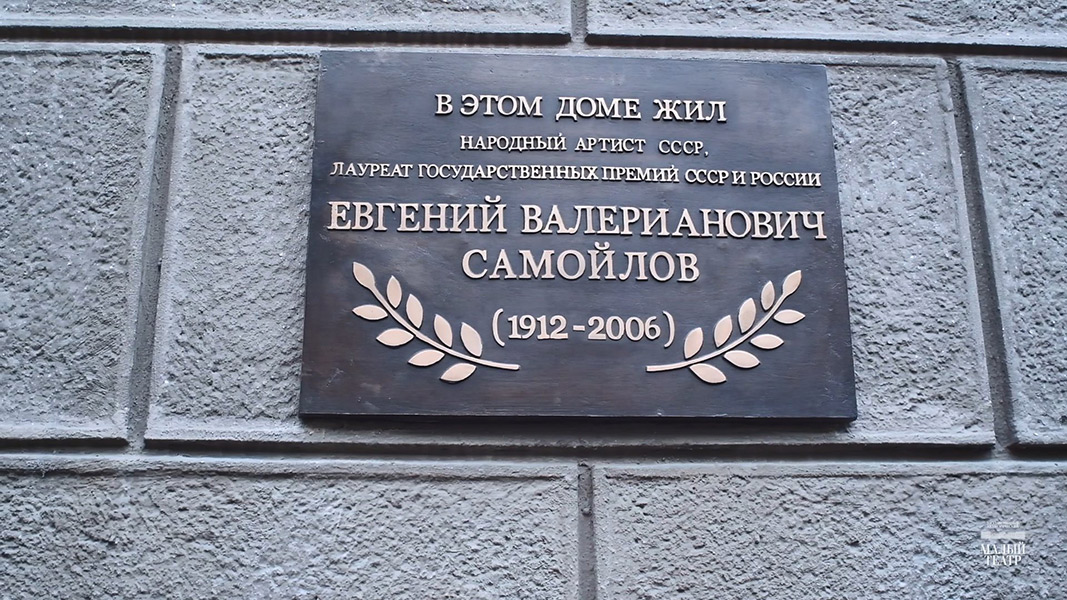 В ЭТОМ ДОМЕ ЖИЛ
НАРОДНЫЙ АРТИСТ СССР,
ЛАУРЕАТ ГОСУДАРСТВЕННЫХ ПРЕМИЙ СССР И РОССИИ
ЕВГЕНИЙ ВАЛЕРИАНОВИЧ
САМОЙЛОВ
(1912-2006)
МАЛЫЙ
ТЕАТР